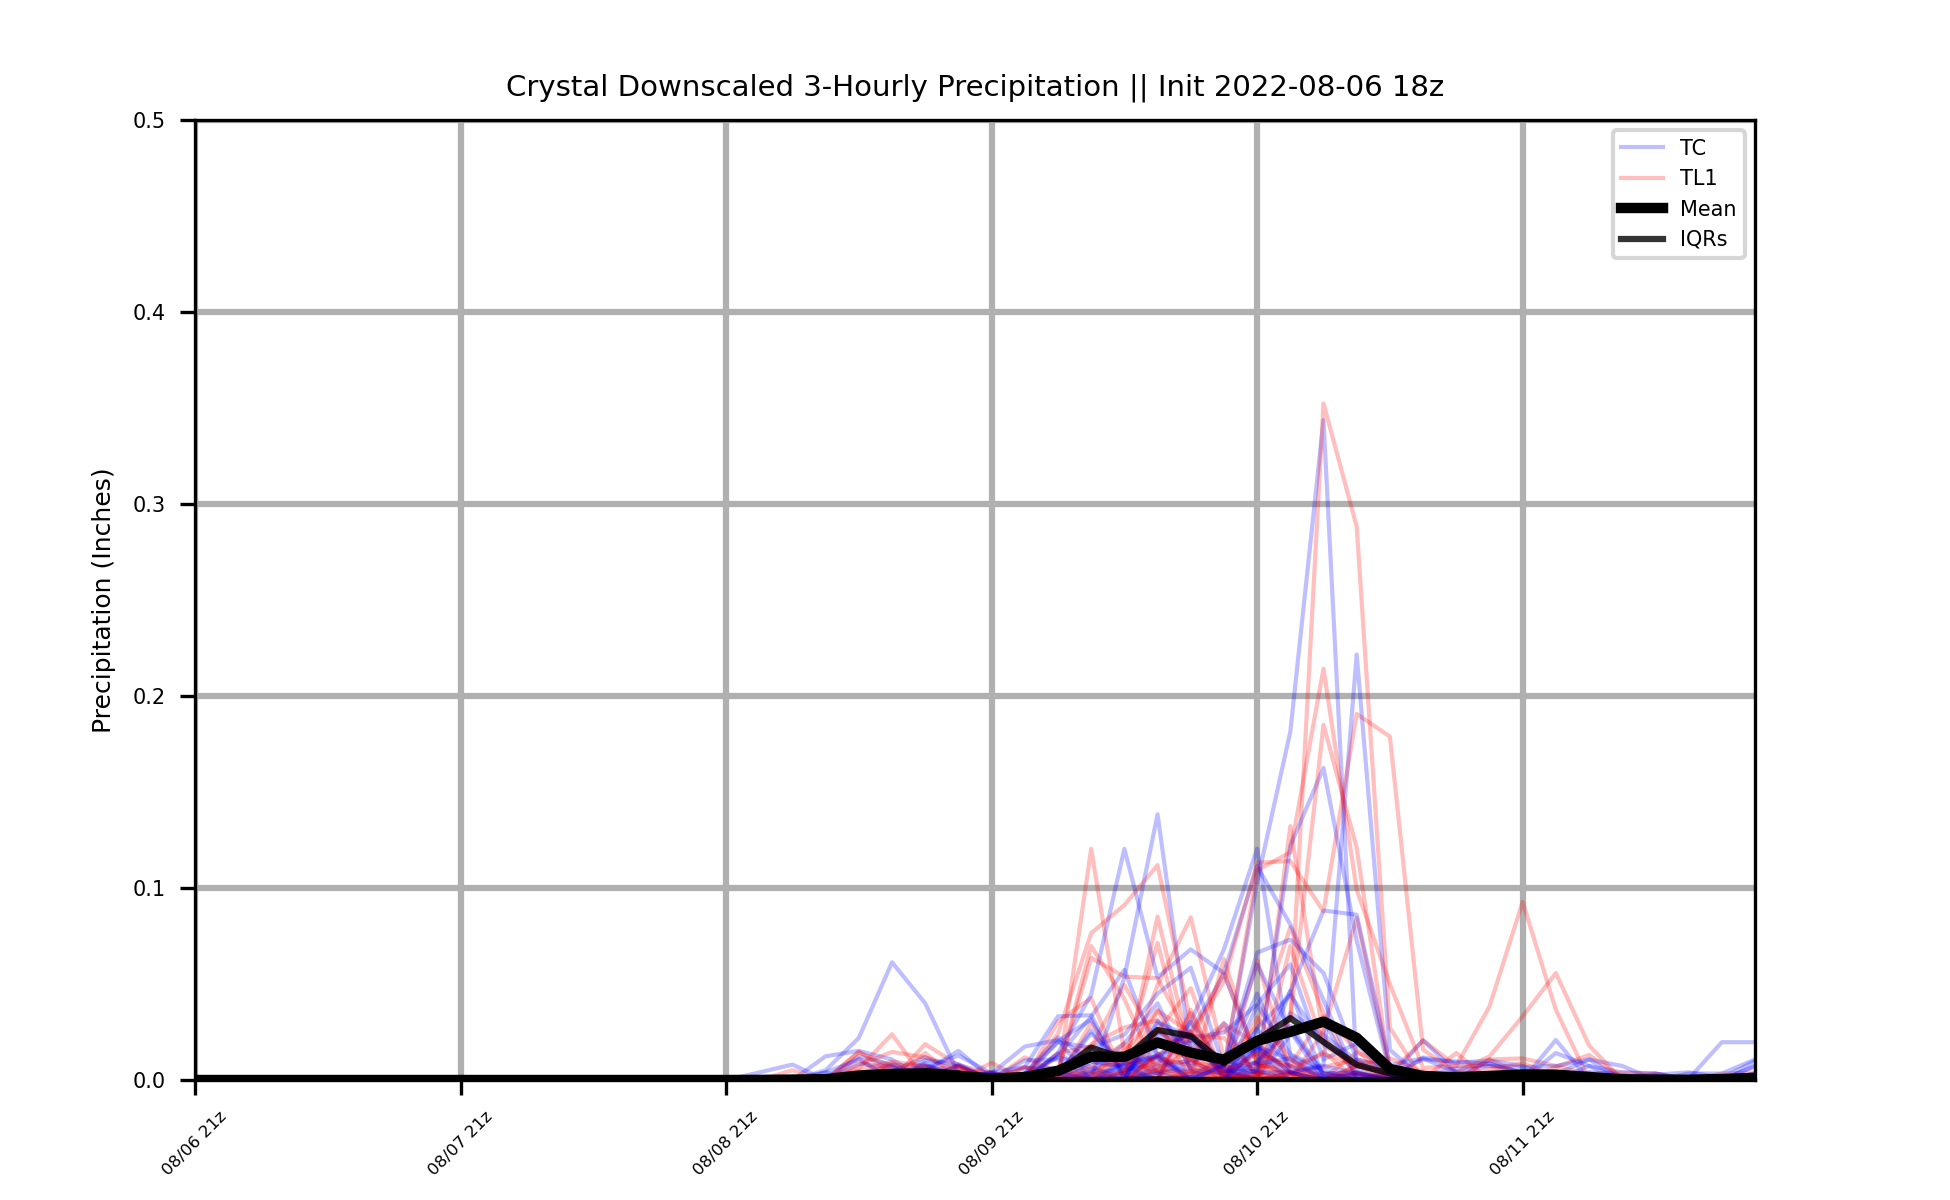 Crystal Downscaled 3-Hourly Precipitation || Init 2022-08-06 18z
TC
TL1
Mean
IQRs
Precipitation (Inches)
0.5
0.4
0.3
0.2
0.1
0.0
08/06 21z
08/07 21z
08/08 21z
08/09 21z
08/10 21z
08/11 21z